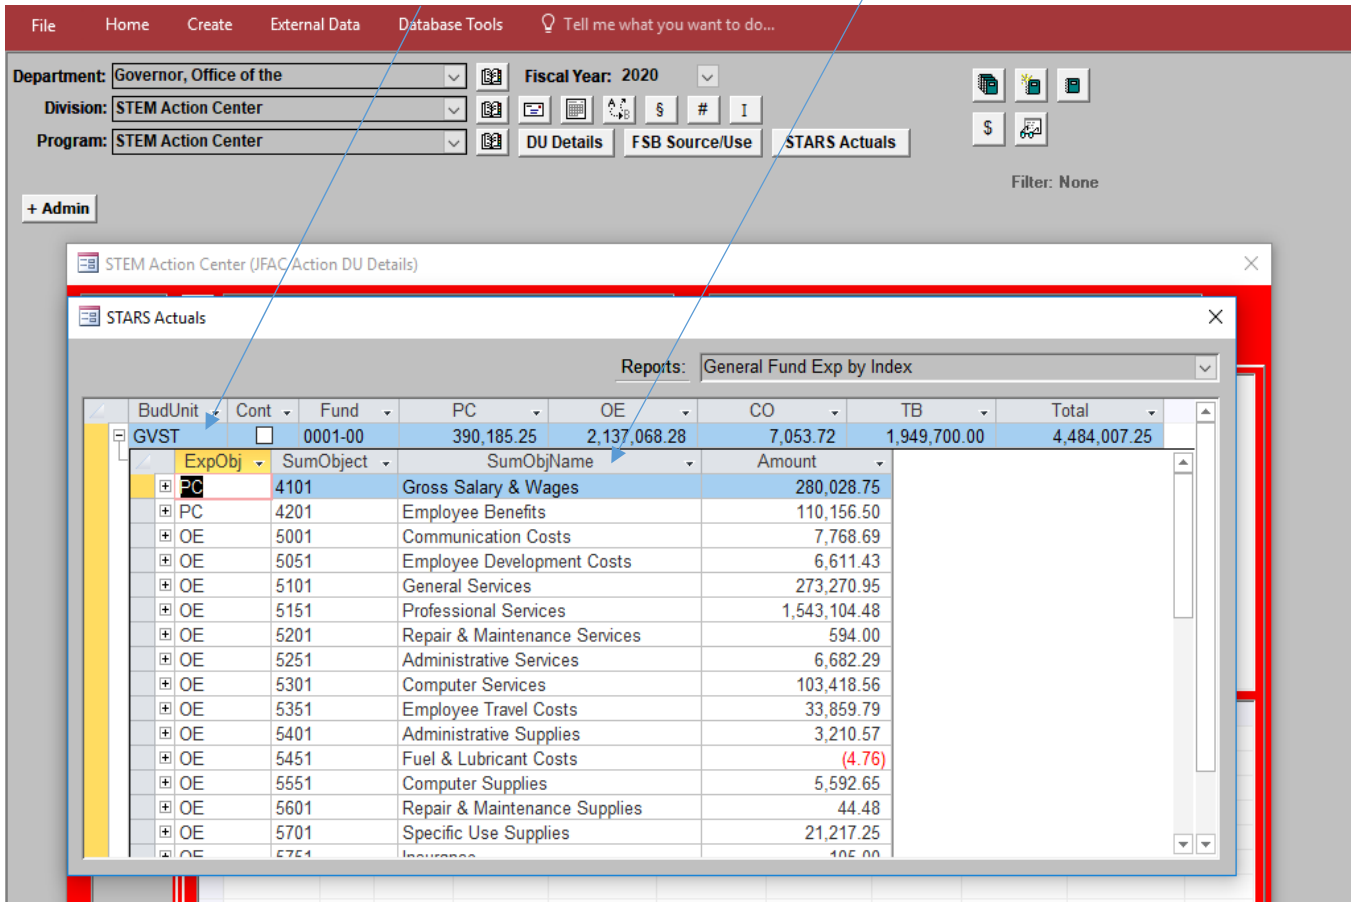 File Home Create External Data Database Tools Tell me what you want to do...
Department: Governor, Office of the Fiscal Year: 2020
Division: STEM Action Center § # I
Program: STEM Action Center DU Details FSB Source/Use STARS Actuals $
Filter: None
+ Admin
STEM Action Center (JFAC Action DU Details)
STARS Actuals
Reports: General Fund Exp by Index
BudUnit Cont Fund PC OE CO TB Total
GVST 0001-00 390,185.25 2,137,068.28 7,053.72 1,949,700.00 4,484,007.25
ExpObj SumObject SumObjName Amount
PC 4101 Gross Salary & Wages 280,028.75
PC 4201 Employee Benefits 110,156.50
OE 5001 Communication Costs 7,768.69
OE 5051 Employee Development Costs 6,611.43
OE 5101 General Services 273,270.95
OE 5151 Professional Services 1,543,104.48
OE 5201 Repair & Maintenance Services 594.00
OE 5251 Administrative Services 6,682.29
OE 5301 Computer Services 103,418.56
OE 5351 Employee Travel Costs 33,859.79
OE 5401 Administrative Supplies 3,210.57
OE 5451 Fuel & Lubricant Costs (4.76)
OE 5551 Computer Supplies 5,592.65
OE 5601 Repair & Maintenance Supplies 44.48
OE 5701 Specific Use Supplies 21,217.25
OE 5751 Insurance 105.00